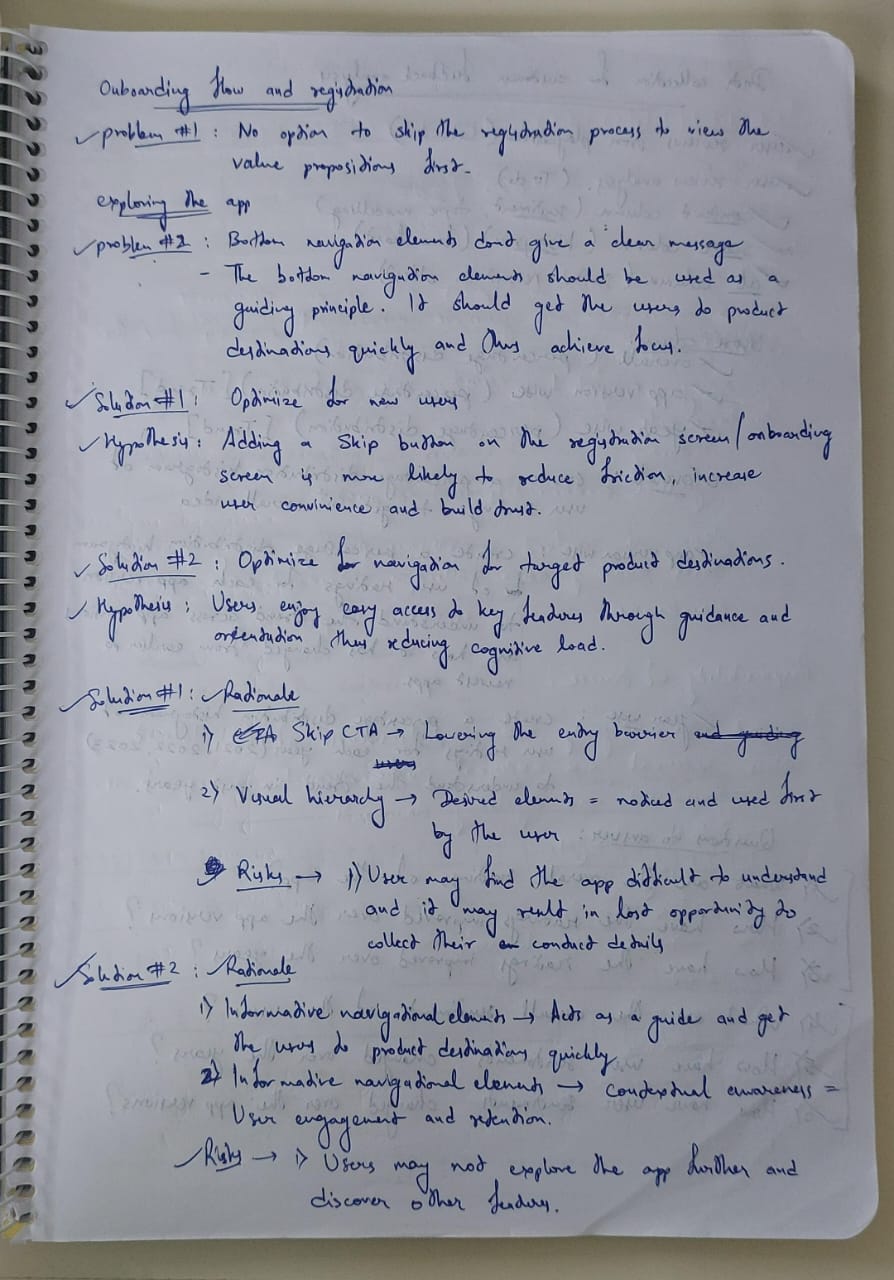 Onboarding flow and registration
problem #1 : No option to skip the registration process to view the
value propositions first.
exploring the app
problem #2 : Bottom navigation elements dont give a clear message
- The bottom navigation elements should be used as a
guiding principle. It should get the users to product
destinations quickly and thus achieve focus.
Solution #1 : Optimize for new users
Hypothesis : Adding a Skip button on the registration screen/onboarding
screen is more likely to reduce friction, increase
user convinience and build trust.
Solution #2 : Optimize for navigation for target product destinations.
Hypothesis : Users enjoy easy access to key features through guidance and
orientation thus reducing cognitive load.
Solution #1 : Rationale
1) Skip CTA → Lowering the entry barrier and guiding
users
2) Visual hierarchy → Desired elements = noticed and used first
by the user
Risks → 1) User may find the app difficult to understand
and it may result in lost opportunity to
collect their conduct details
Solution #2 : Rationale
1) Informative navigational elements → Acts as a guide and get
the users to product destinations quickly
2) Informative navigational elements → contextual awareness =
User engagement and retention.
Risks → 1) Users may not explore the app further and
discover other features.